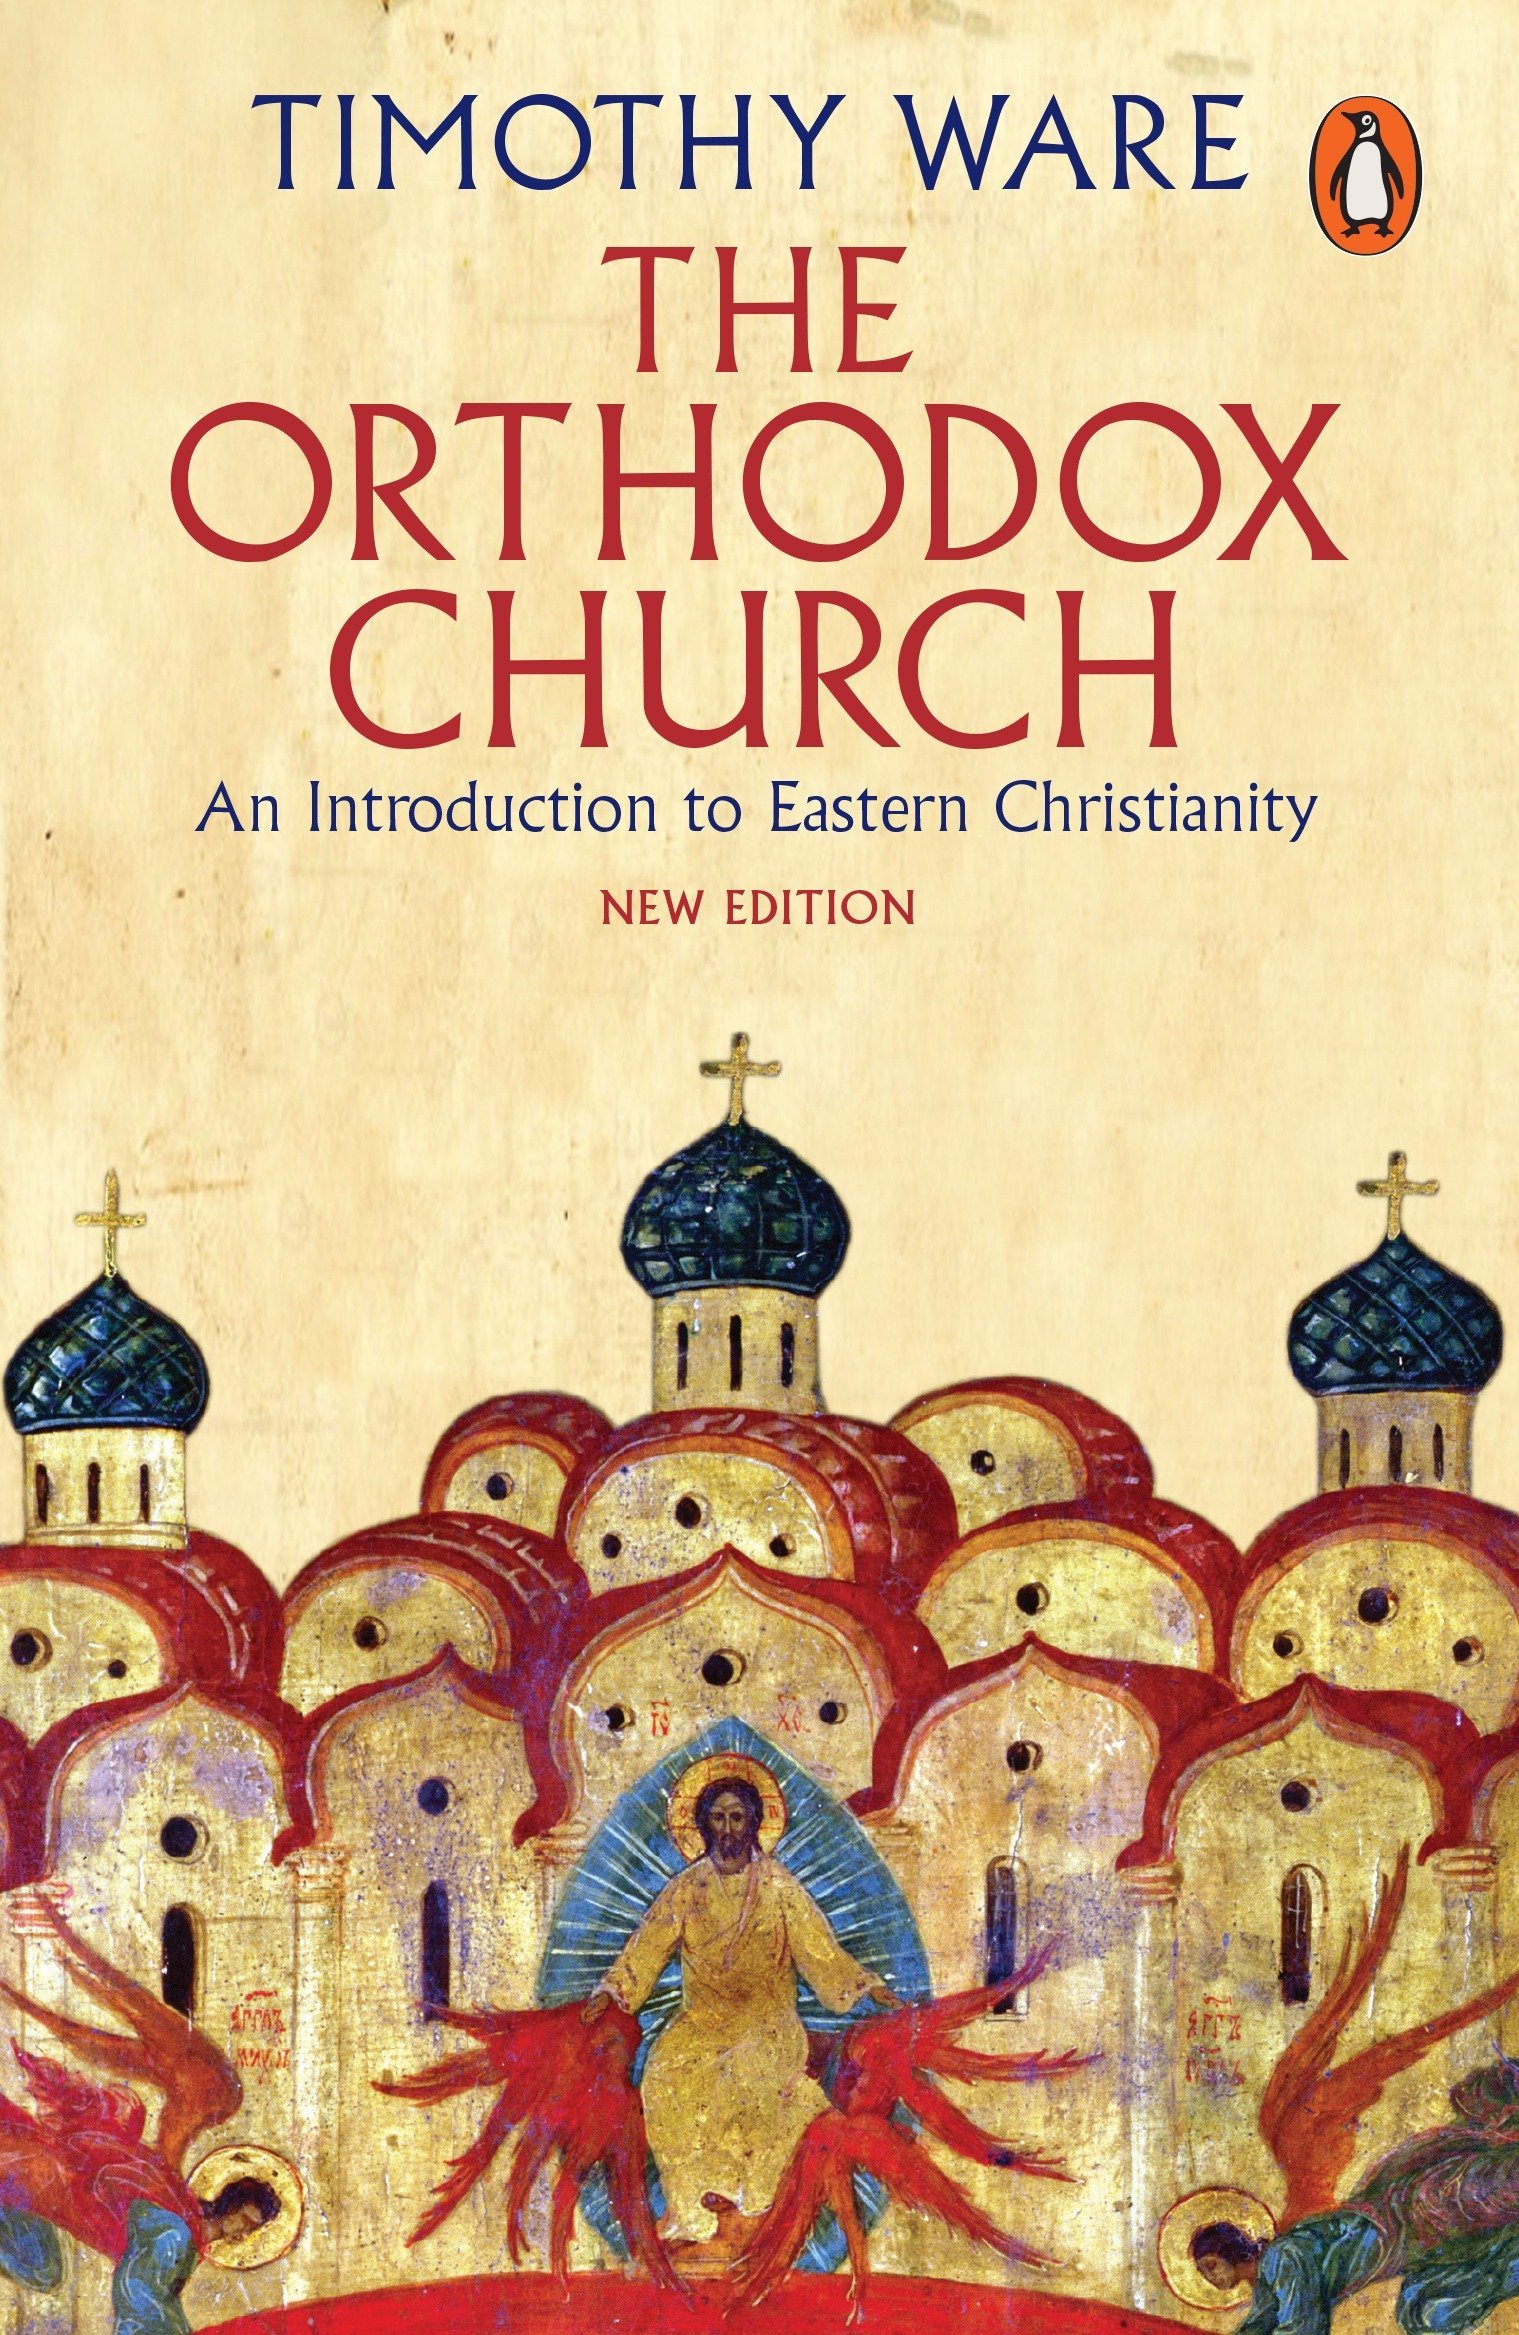 TIMOTHY WARE
THE
ORTHODOX
CHURCH
An Introduction to Eastern Christianity
NEW EDITION